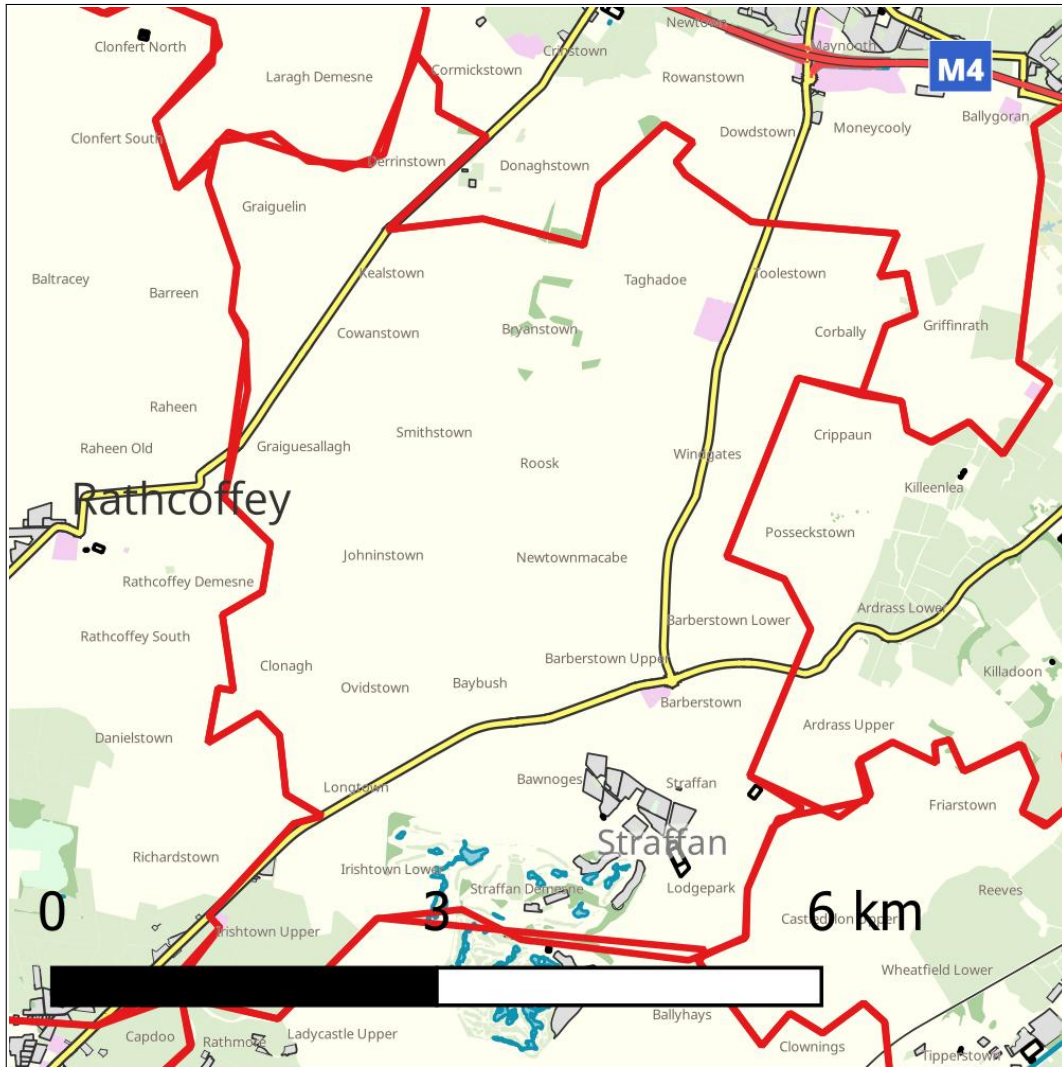 Newtown
Clonfert North
Crinstown
Maynooth
Cormickstown
Laragh Demesne
Rowanstown
M4
Ballygoran
Clonfert South
Dowdstown
Moneycooly
Derrinstown
Donaghstown
Graiguelin
Baltracey
Barreen
Kealstown
Taghadoe
Toolestown
Cowanstown
Bryanstown
Corbally
Griffinrath
Raheen
Smithstown
Crippaun
Raheen Old
Graiguesallagh
Windgates
Roosk
Killeenlea
Rathcoffey
Posseckstown
Johninstown
Newtownmacabe
Rathcoffey Demesne
Ardrass Lower
Barberstown Lower
Rathcoffey South
Clonagh
Barberstown Upper
Killadoon
Ovidstown
Baybush
Barberstown
Ardrass Upper
Danielstown
Longtown
Bawnoges
Straffan
Friarstown
Straffan
Richardstown
Irishtown Lower
Straffan Demesne
Lodgepark
Reeves
0
3
6 km
Castledillon Upper
Irishtown Upper
Wheatfield Lower
Ballyhays
Capdoo
Rathmore
Ladycastle Upper
Clownings
Tipperstown